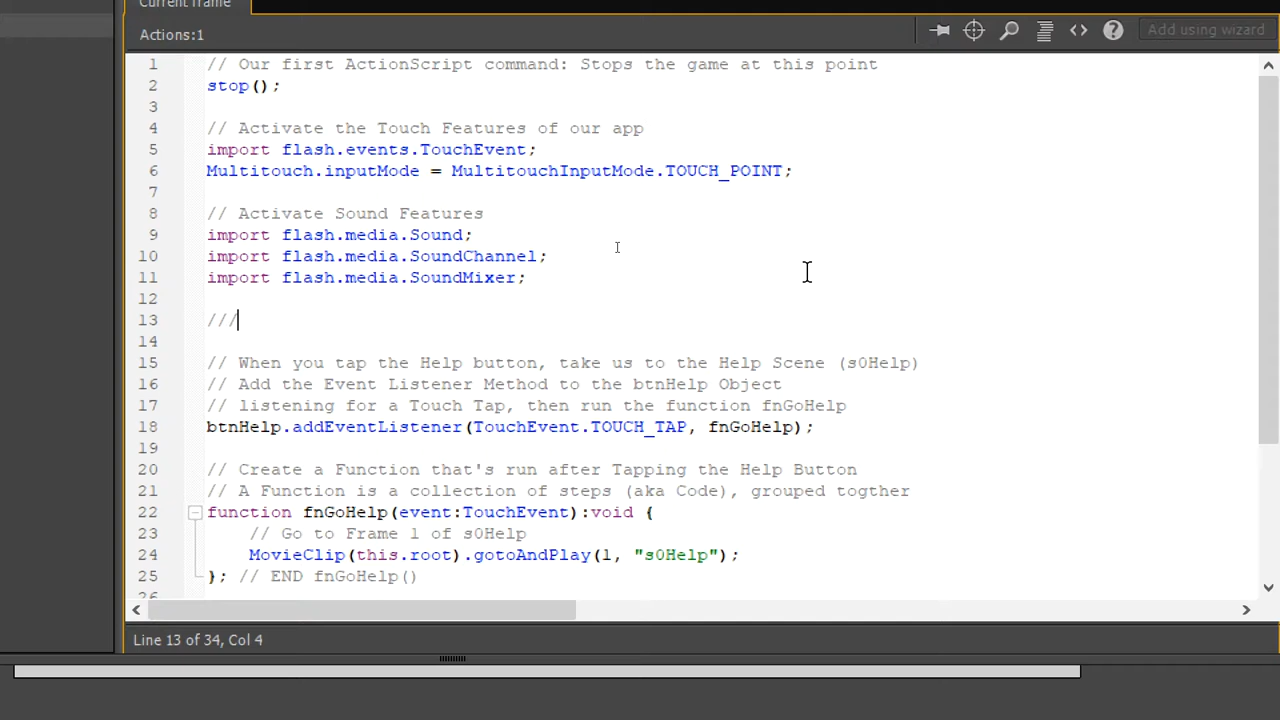 Current frame
Actions:1
Add using wizard
1 // Our first ActionScript command: Stops the game at this point
2 stop();
3
4 // Activate the Touch Features of our app
5 import flash.events.TouchEvent;
6 Multitouch.inputMode = MultitouchInputMode.TOUCH_POINT;
7
8 // Activate Sound Features
9 import flash.media.Sound;
10 import flash.media.SoundChannel;
11 import flash.media.SoundMixer;
12
13 ///
14
15 // When you tap the Help button, take us to the Help Scene (s0Help)
16 // Add the Event Listener Method to the btnHelp Object
17 // listening for a Touch Tap, then run the function fnGoHelp
18 btnHelp.addEventListener(TouchEvent.TOUCH_TAP, fnGoHelp);
19
20 // Create a Function that's run after Tapping the Help Button
21 // A Function is a collection of steps (aka Code), grouped togther
22 function fnGoHelp(event:TouchEvent):void {
23 // Go to Frame 1 of s0Help
24 MovieClip(this.root).gotoAndPlay(1, "s0Help");
25 }; // END fnGoHelp()
26
Line 13 of 34, Col 4